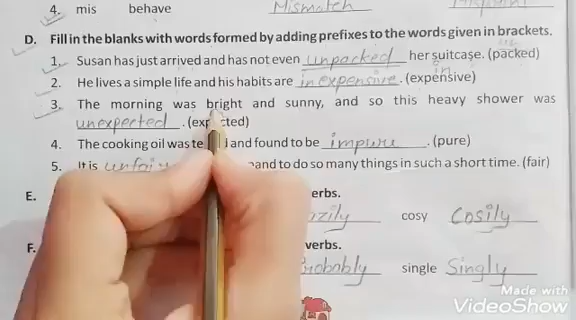 4. mis behave Mismatch
D. Fill in the blanks with words formed by adding prefixes to the words given in brackets.
1. Susan has just arrived and has not even unpacked her suitcase. (packed)
2. He lives a simple life and his habits are inexpensive. (expensive)
3. The morning was bright and sunny, and so this heavy shower was
unexpected. (expected)
4. The cooking oil was and found to be impure. (pure)
5. It is and to do so many things in such a short time. (fair)
E. erbs.
cosy Cosily
F. verbs.
Probably single Singly
Made with
VideoShow